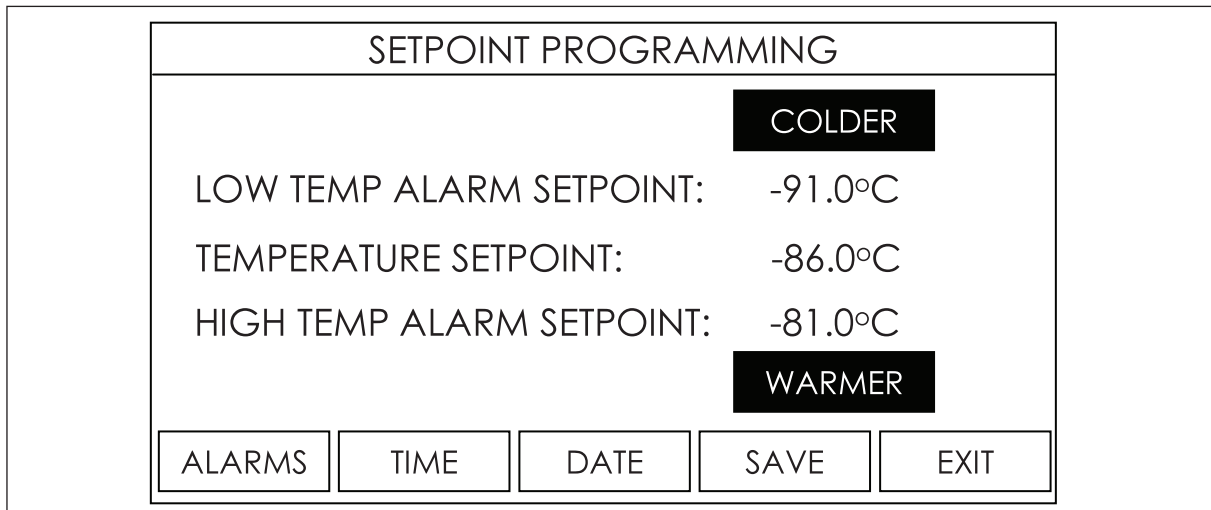 SETPOINT PROGRAMMING
COLDER
LOW TEMP ALARM SETPOINT: -91.0°C
TEMPERATURE SETPOINT: -86.0°C
HIGH TEMP ALARM SETPOINT: -81.0°C
WARMER
ALARMS TIME DATE SAVE EXIT